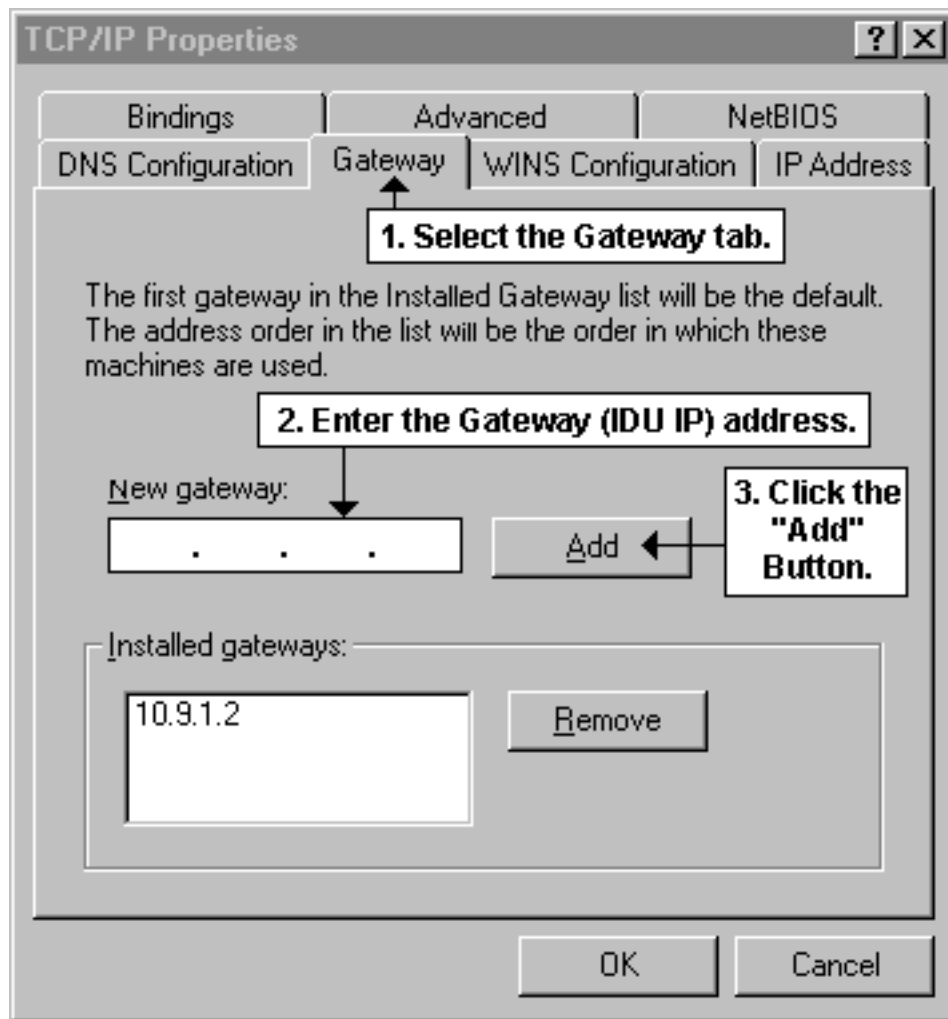 TCP/IP Properties
?
Bindings Advanced NetBIOS
DNS Configuration Gateway WINS Configuration IP Address
1. Select the Gateway tab.
The first gateway in the Installed Gateway list will be the default.
The address order in the list will be the order in which these
machines are used.
2. Enter the Gateway (IDU IP) address.
New gateway:
. . .
Add
3. Click the
"Add"
Button.
Installed gateways:
10.9.1.2
Remove
OK Cancel